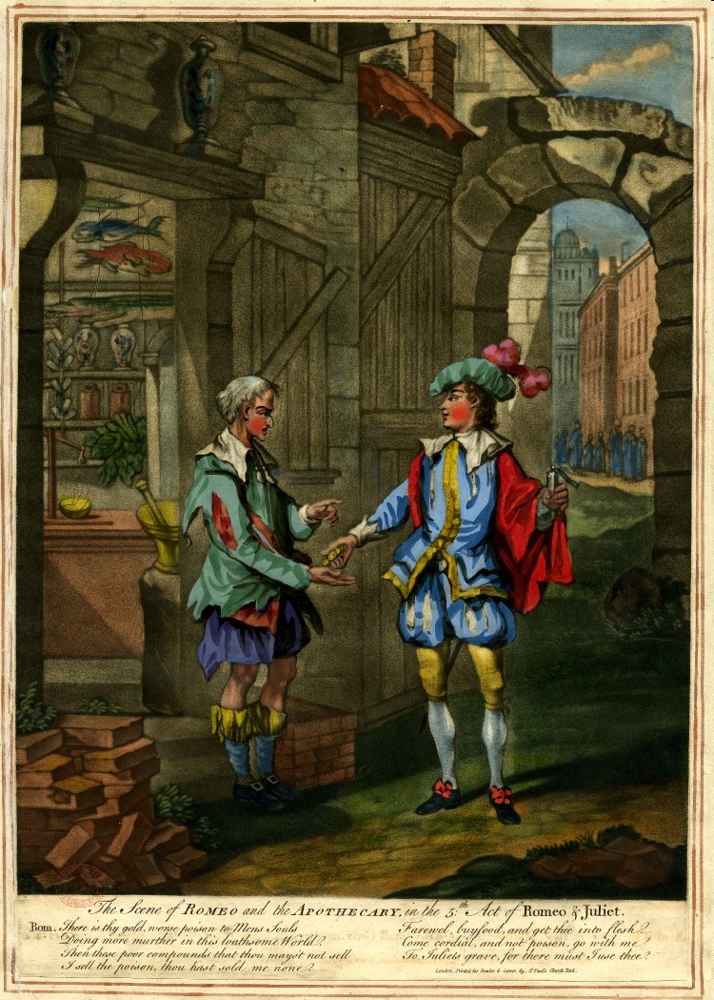 The Scene of ROMEO and the APOTHECARY, in the 5.th Act of Romeo & Juliet.
Rom. There is thy gold, worse poison to Mens Souls
Doing more murther in this loathsome World?
Then these poor compounds that thou mayst not sell
I sell the poison, thou hast sold me none?
Farewel, buy food, and get thee into flesh?
Come cordial, and not poison, go with me
To Juliets grave, for there must I use thee?
London, Printed for Bowles & Carver, 69, St. Paul's Church Yard.